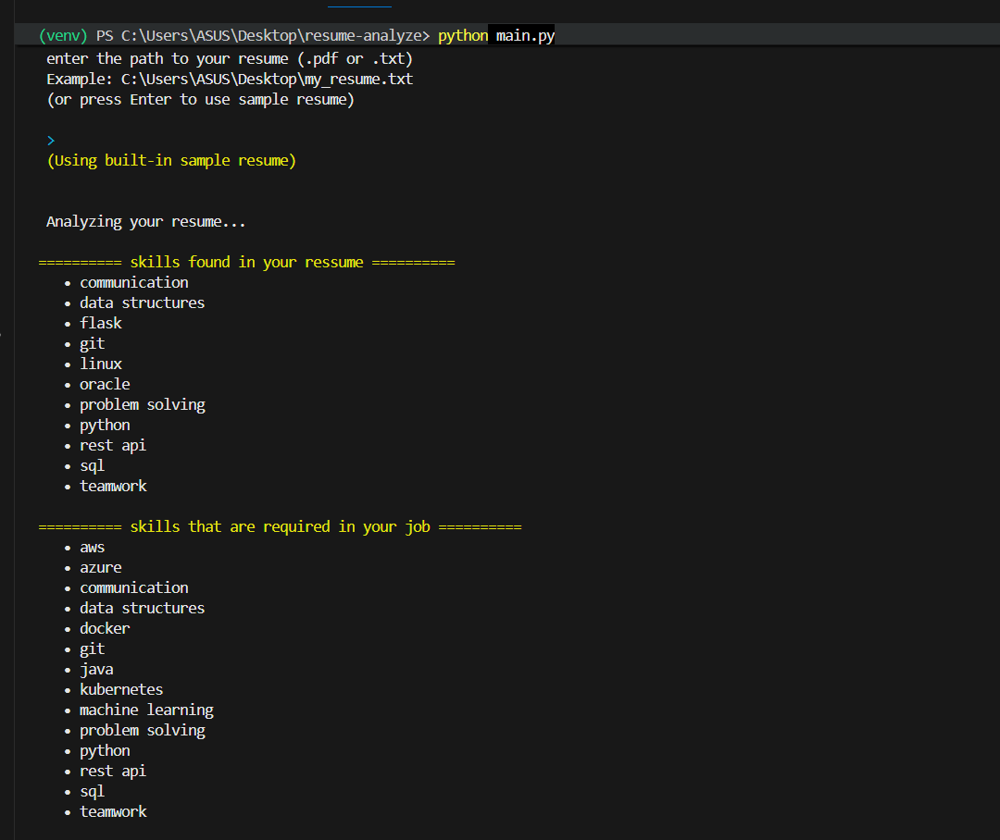 (venv) PS C:\Users\ASUS\Desktop\resume-analyze> python main.py
enter the path to your resume (.pdf or .txt)
Example: C:\Users\ASUS\Desktop\my_resume.txt
(or press Enter to use sample resume)
>
(Using built-in sample resume)
Analyzing your resume...
========== skills found in your ressume ==========
• communication
• data structures
• flask
• git
• linux
• oracle
• problem solving
• python
• rest api
• sql
• teamwork
========== skills that are required in your job ==========
• aws
• azure
• communication
• data structures
• docker
• git
• java
• kubernetes
• machine learning
• problem solving
• python
• rest api
• sql
• teamwork